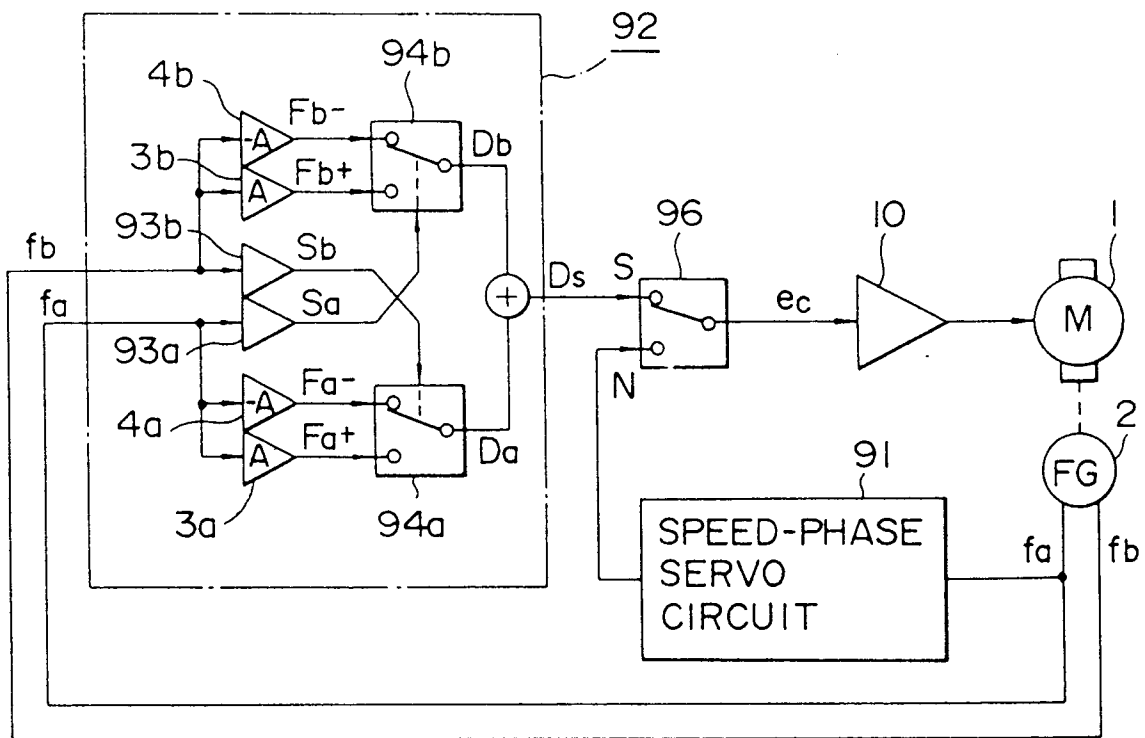 92
94b
4b
Fb-
-A
Db
3b
Fb+
A
93b
fb
Sb
fa
Sa
93a
Fa-
-A
4a
Fa+
A
Da
3a
94a
+
Ds
S
96
N
ec
10
1
M
2
FG
91
SPEED-PHASE
SERVO
CIRCUIT
fa
fb